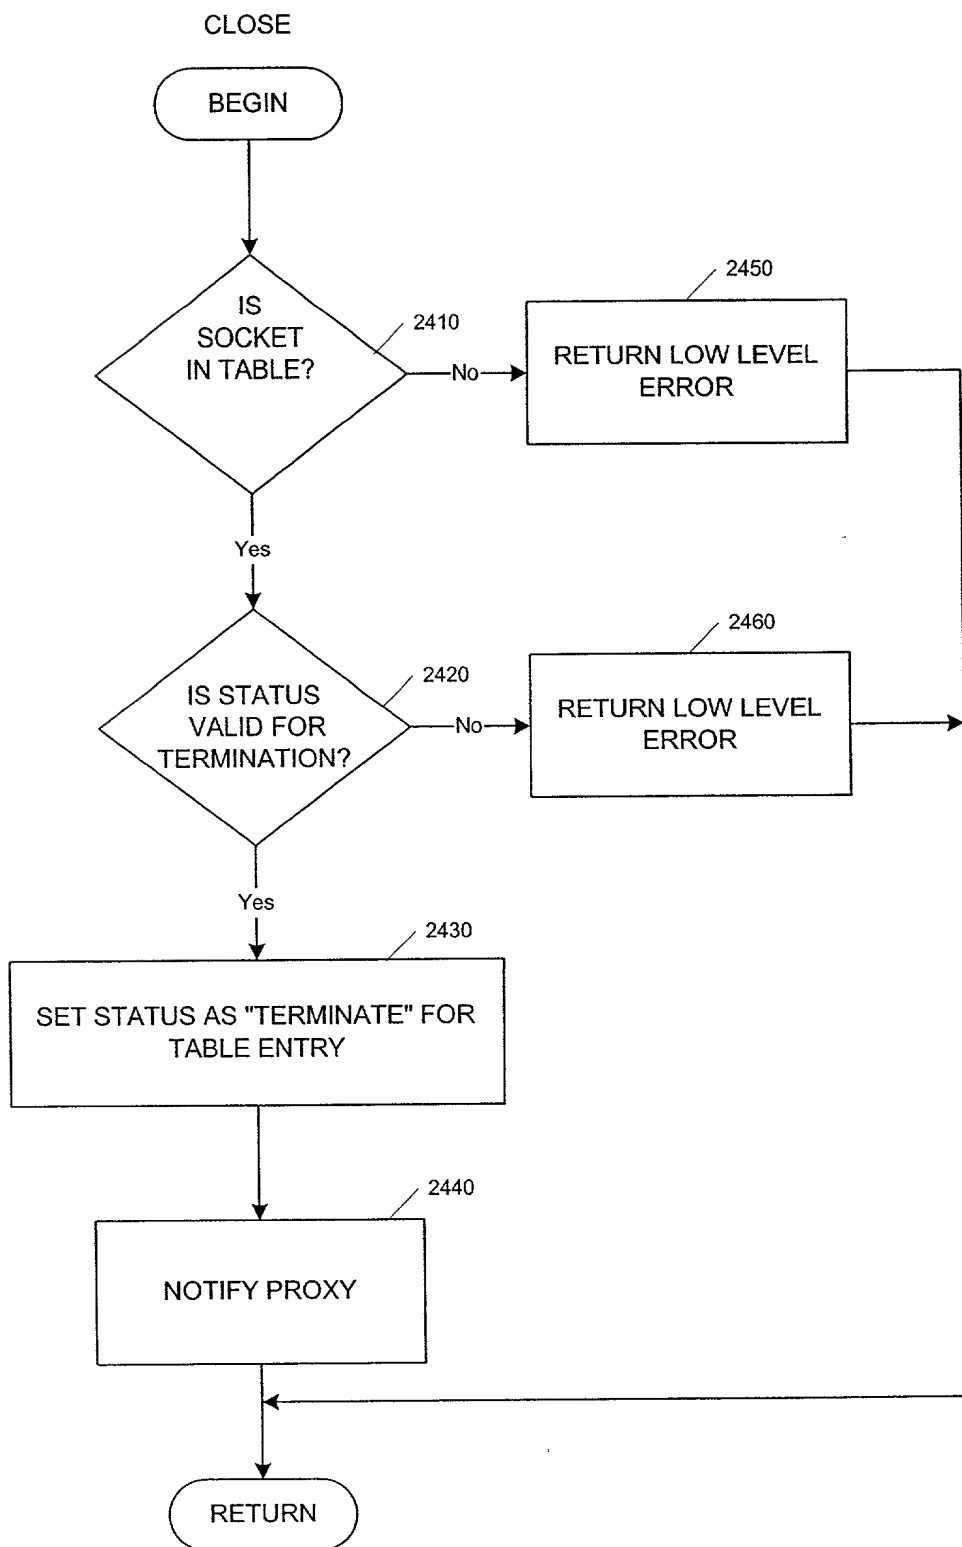 CLOSE
BEGIN
IS
SOCKET
IN TABLE?
2410
No
2450
RETURN LOW LEVEL
ERROR
Yes
IS STATUS
VALID FOR
TERMINATION?
2420
No
2460
RETURN LOW LEVEL
ERROR
Yes
2430
SET STATUS AS "TERMINATE" FOR
TABLE ENTRY
2440
NOTIFY PROXY
RETURN